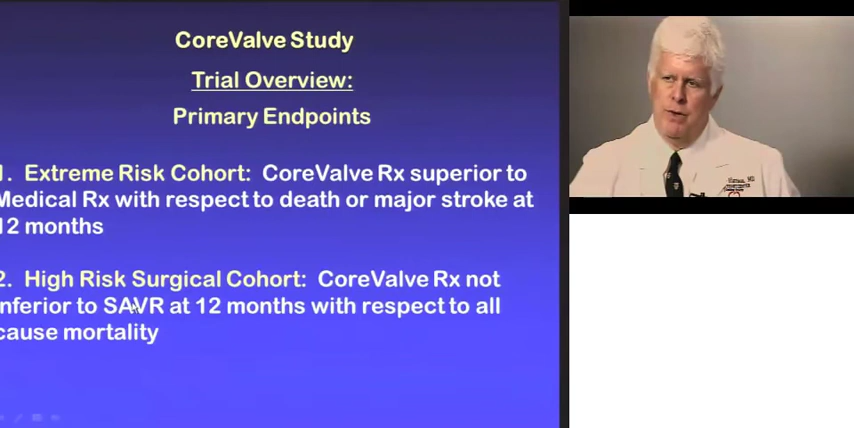 CoreValve Study
Trial Overview:
Primary Endpoints
1. Extreme Risk Cohort: CoreValve Rx superior to
Medical Rx with respect to death or major stroke at
12 months
2. High Risk Surgical Cohort: CoreValve Rx not
inferior to SAVR at 12 months with respect to all
cause mortality